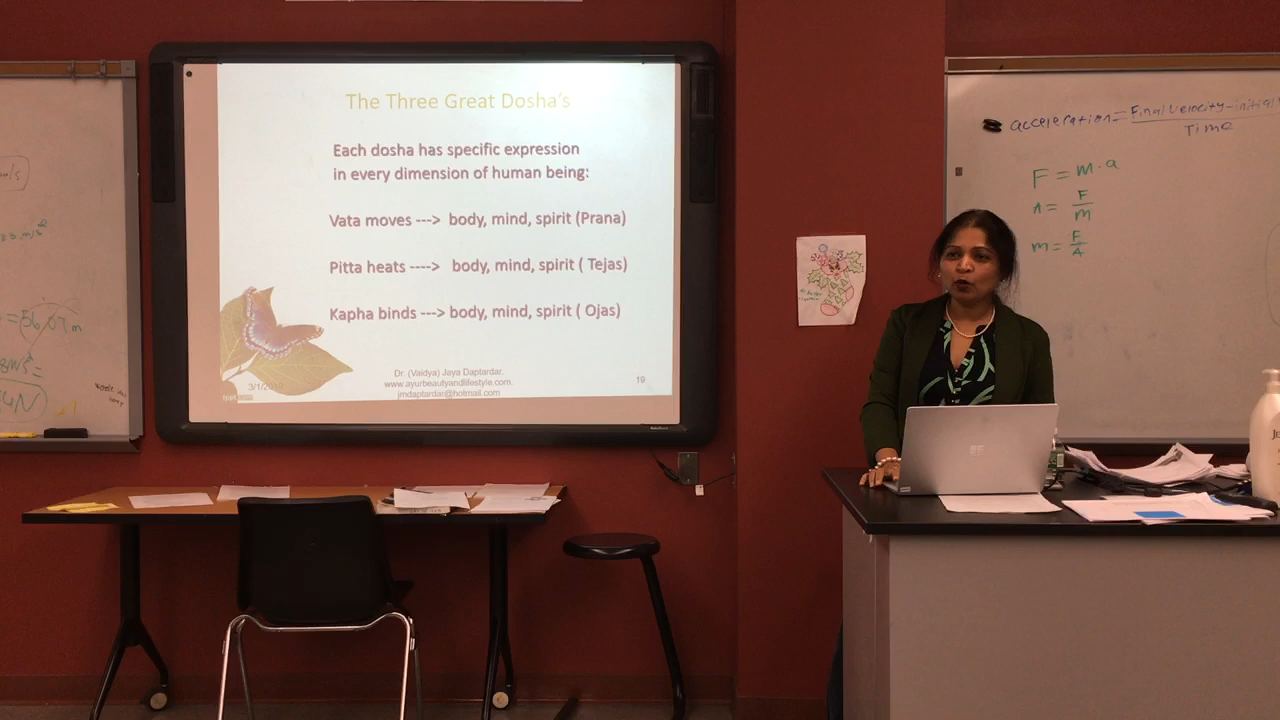 The Three Great Dosha's
Each dosha has specific expression
in every dimension of human being:
Vata moves ---> body, mind, spirit (Prana)
Pitta heats ----> body, mind, spirit ( Tejas)
Kapha binds ---> body, mind, spirit ( Ojas)
Dr. (Vaidya) Jaya Daptardar.
www.ayurbeautyandlifestyle.com.
jmdaptardar@hotmail.com
19
acceleration = Final Velocity - initial
Time
F = m · a
A = F
m
m = F
A